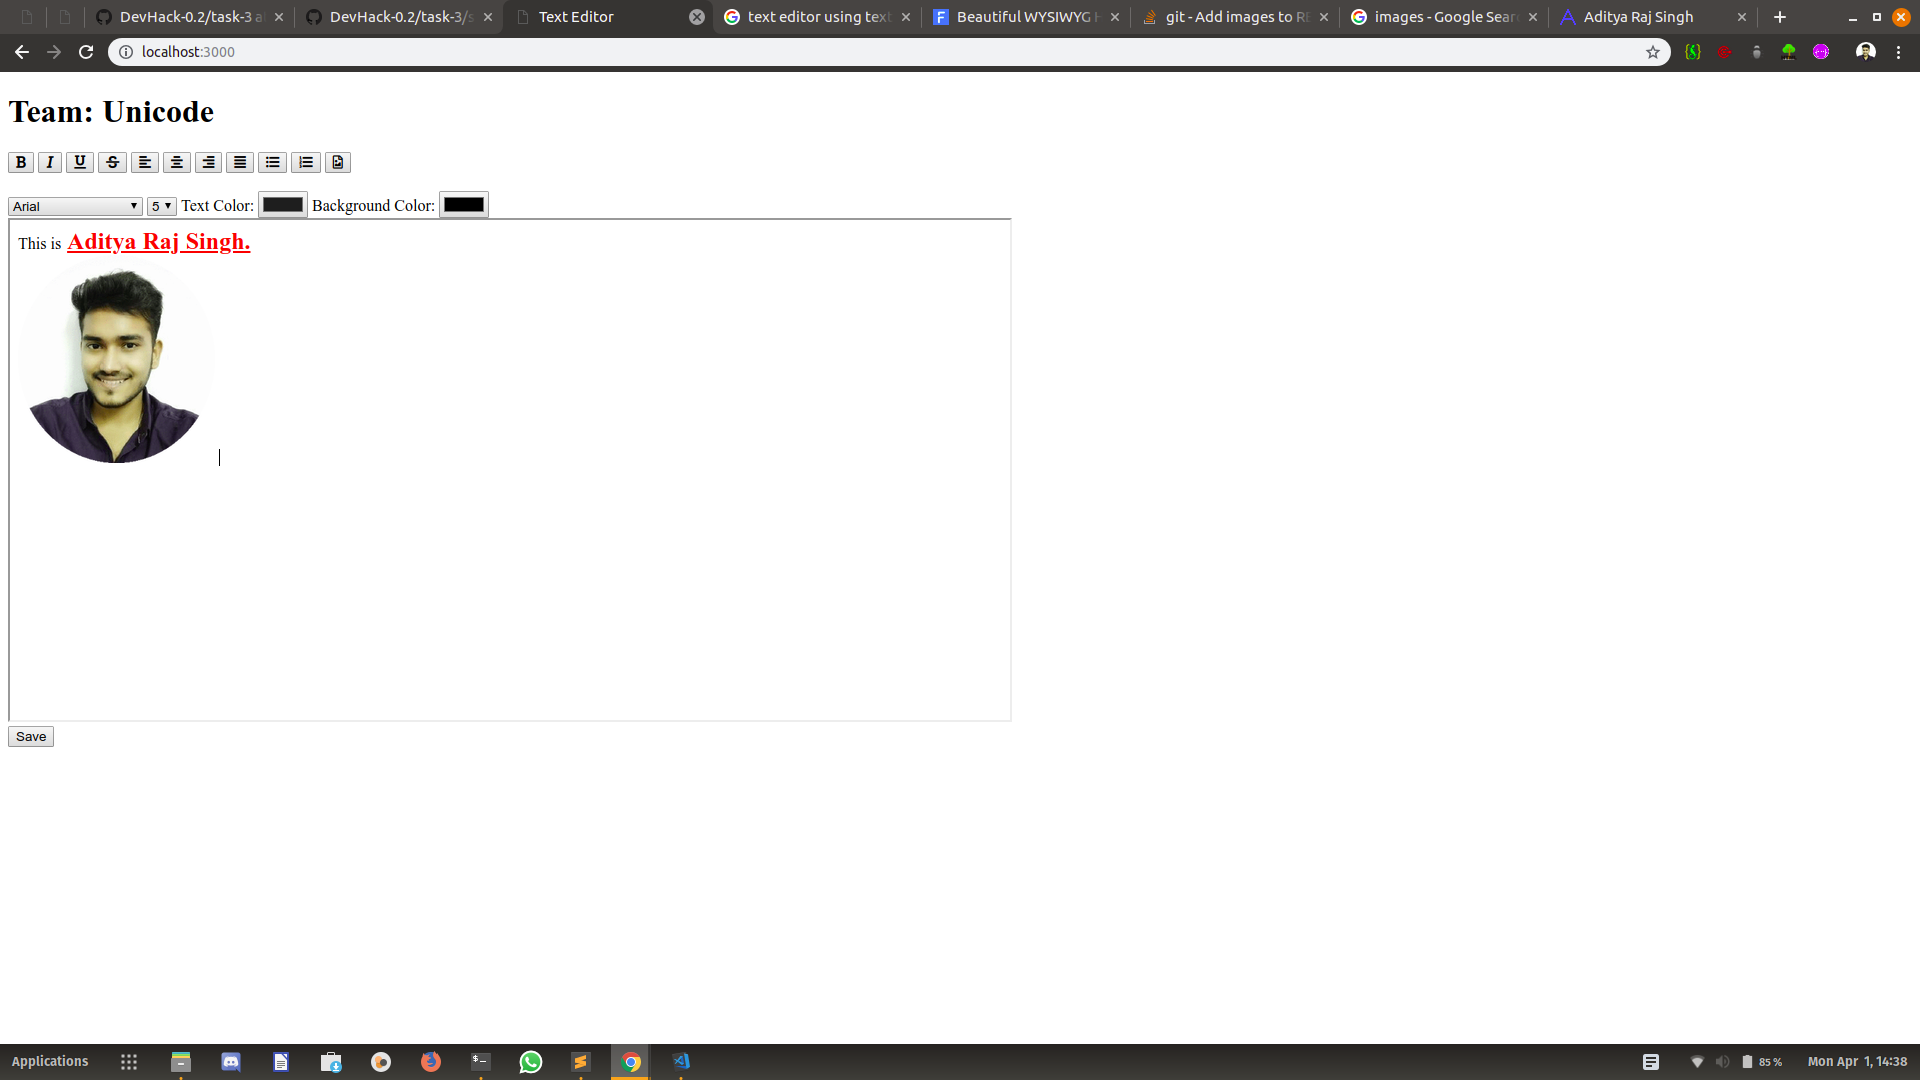 DevHack-0.2/task-3 a
DevHack-0.2/task-3/s
Text Editor
text editor using text
Beautiful WYSIWYG H
git - Add images to RE
images - Google Sear
Aditya Raj Singh
localhost:3000
Team: Unicode
B I U S
Arial 5 Text Color: Background Color:
This is Aditya Raj Singh.
Save
Applications 85 % Mon Apr 1, 14:38